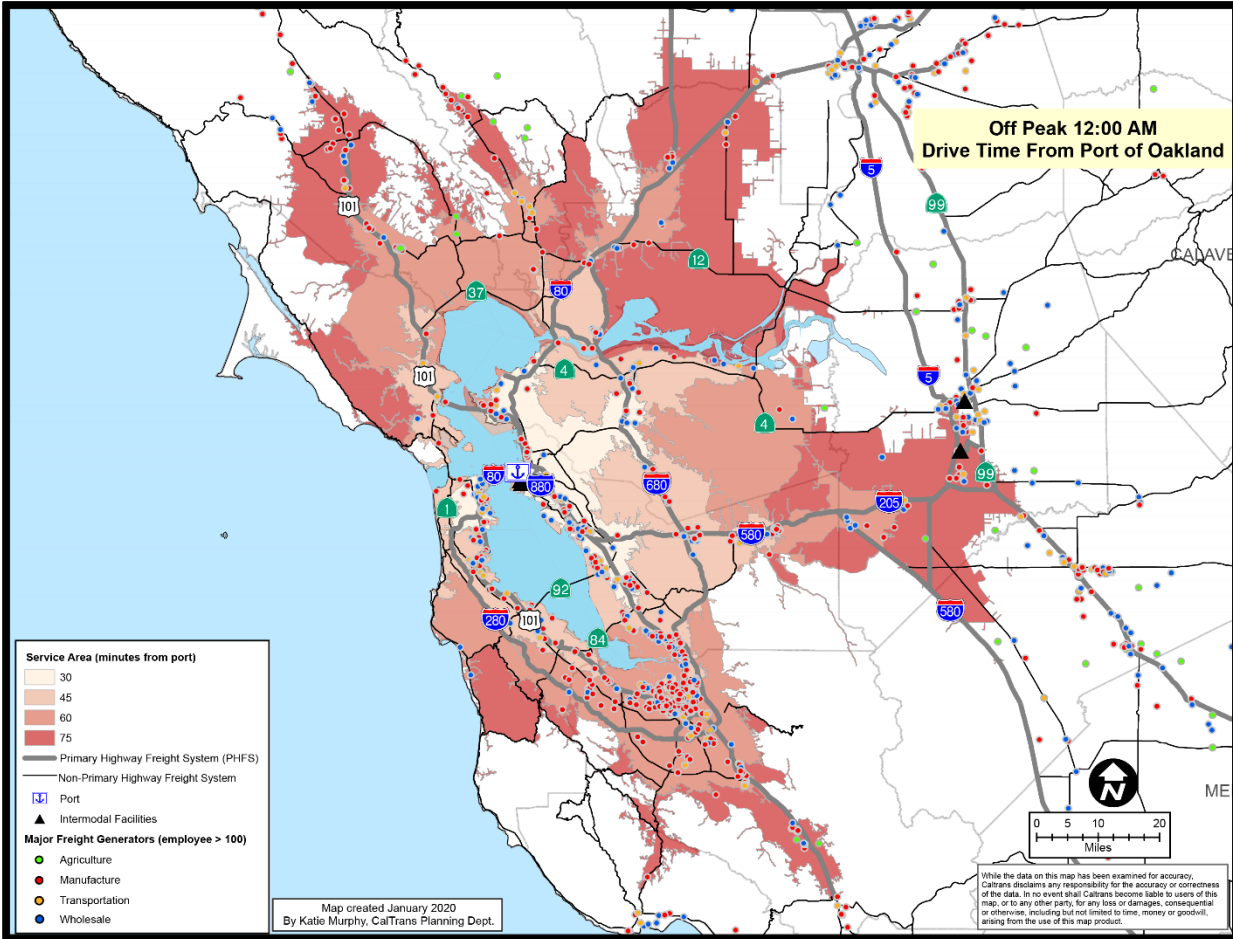 Off Peak 12:00 AM
Drive Time From Port of Oakland
5
99
101
12
CALAVE
80
37
101
4
5
4
80
880
680
99
1
205
580
92
580
280
101
84
Service Area (minutes from port)
30
45
60
75
Primary Highway Freight System (PHFS)
Non-Primary Highway Freight System
Port
Intermodal Facilities
Major Freight Generators (employee > 100)
Agriculture
Manufacture
Transportation
Wholesale
Map created January 2020
By Katie Murphy, CalTrans Planning Dept.
N
ME
0 5 10 20
Miles
While the data on this map has been examined for accuracy,
Caltrans disclaims any responsibility for the accuracy or correctness
of the data. In no event shall Caltrans become liable to users of this
map, or to any other party, for any loss or damages, consequential
or otherwise, including but not limited to time, money or goodwill,
arising from the use of this map product.